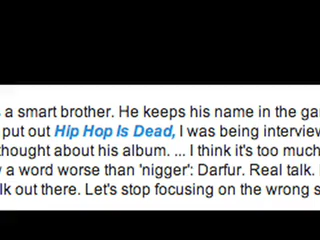 a smart brother. He keeps his name in the ga
put out Hip Hop Is Dead, I was being interview
thought about his album. ... I think it's too much
a word worse than 'nigger': Darfur. Real talk.
lk out there. Let's stop focusing on the wrong s